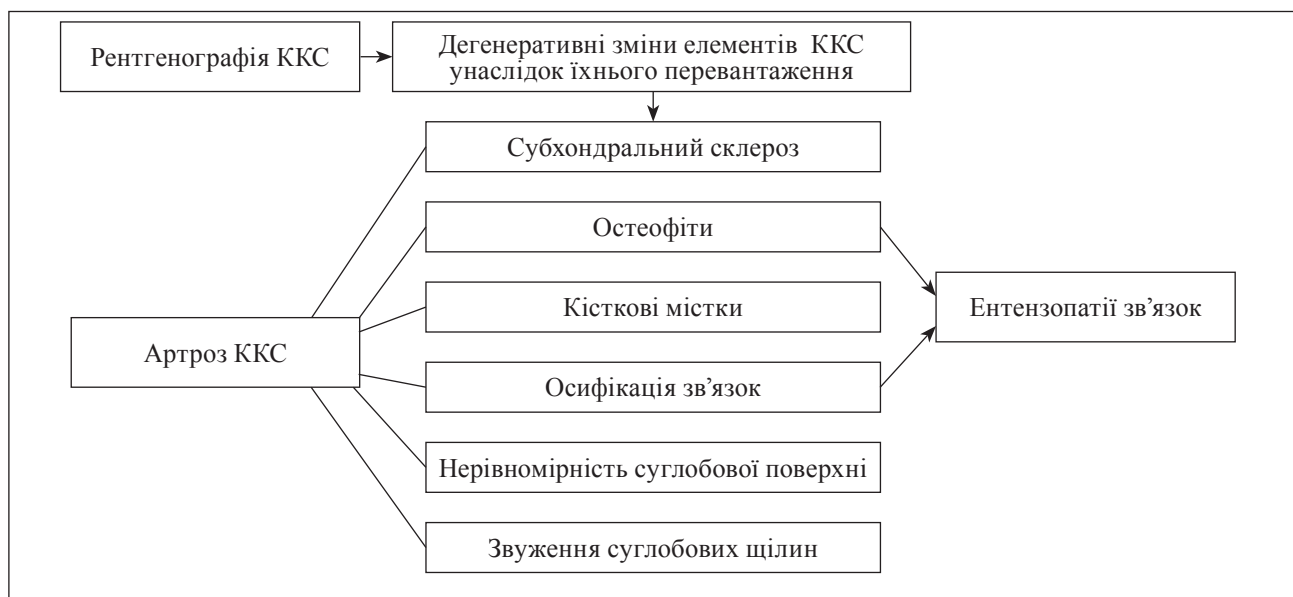 Рентгенографія ККС
Дегенеративні зміни елементів ККС
унаслідок їхнього перевантаження
Субхондральний склероз
Остеофіти
Кісткові містки
Ентензопатії зв’язок
Артроз ККС
Осифікація зв’язок
Нерівномірність суглобової поверхні
Звуження суглобових щілин